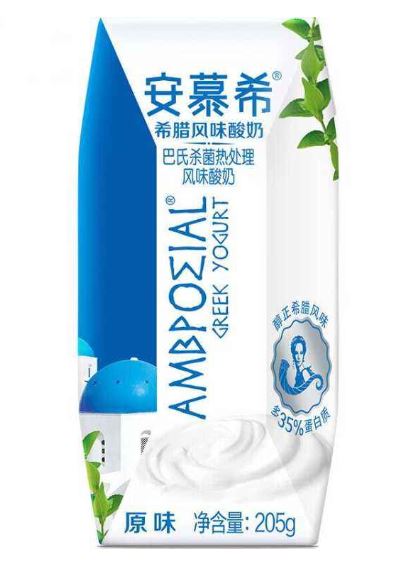 安慕希®
希腊风味酸奶
巴氏杀菌热处理
风味酸奶
AMBPOΣIAL®
GREEK YOGURT
醇正希腊风味
多35%蛋白质
原味 净含量:205g